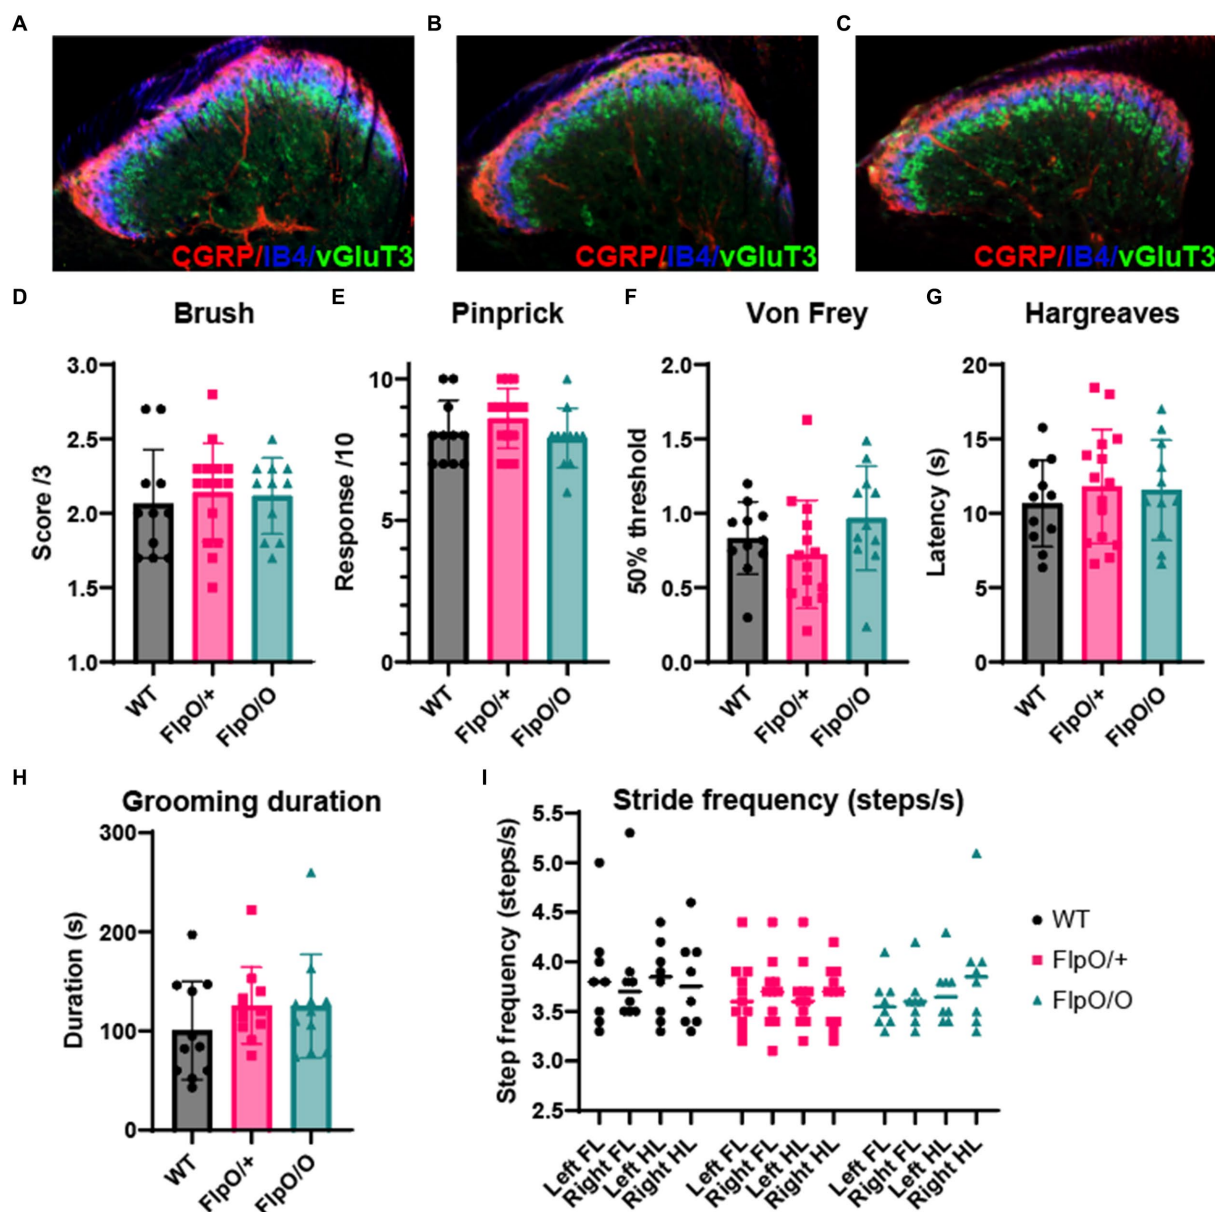 A
B
C
CGRP/IB4/vGluT3
CGRP/IB4/vGluT3
CGRP/IB4/vGluT3
D
Brush
Score /3
3.0
2.5
2.0
1.5
1.0
WT
FlpO/+
FlpO/O
E
Pinprick
Response /10
10
5
0
WT
FlpO/+
FlpO/O
F
Von Frey
50% threshold
2.0
1.5
1.0
0.5
0.0
WT
FlpO/+
FlpO/O
G
Hargreaves
Latency (s)
20
15
10
5
0
WT
FlpO/+
FlpO/O
H
Grooming duration
Duration (s)
300
200
100
0
WT
FlpO/+
FlpO/O
I
Stride frequency (steps/s)
Step frequency (steps/s)
5.5
5.0
4.5
4.0
3.5
3.0
2.5
Left FL
Right FL
Left HL
Right HL
Left FL
Right FL
Left HL
Right HL
Left FL
Right FL
Left HL
Right HL
WT
FlpO/+
FlpO/O